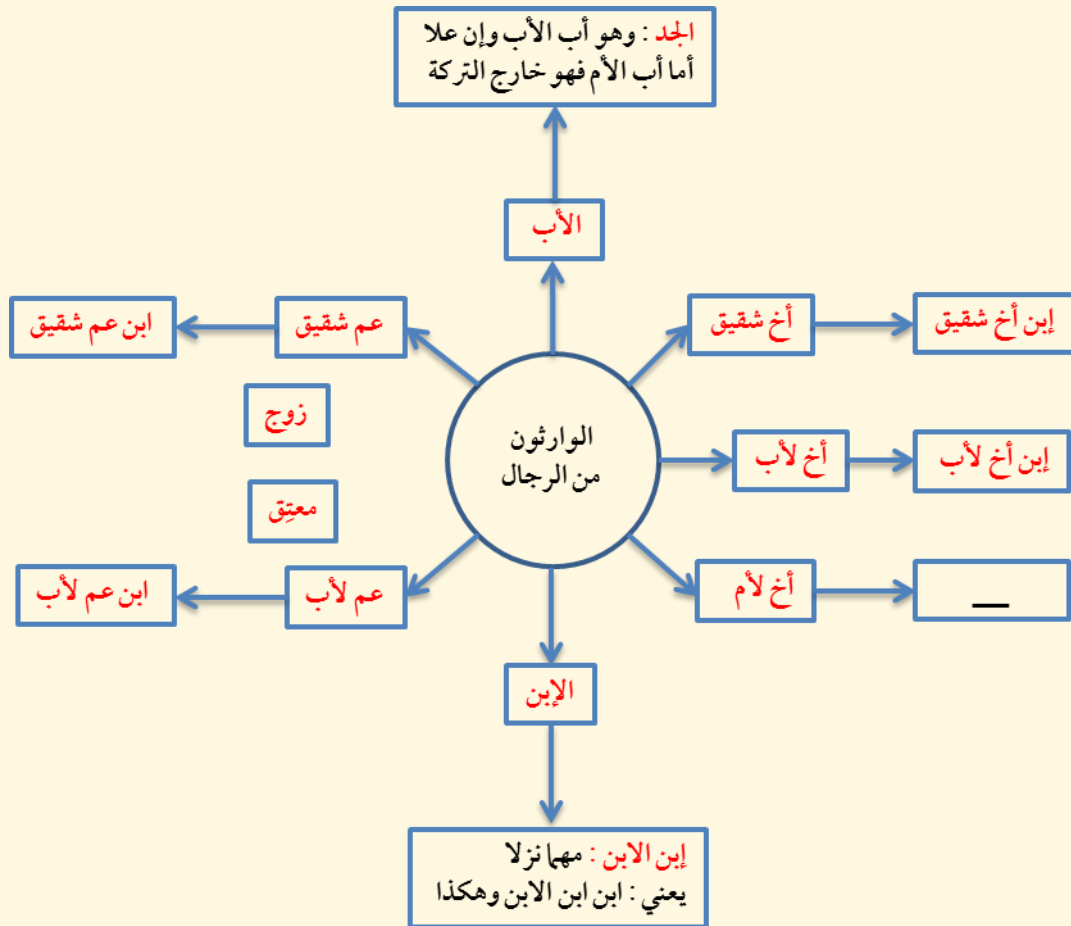 الجد : وهو أب الأب وإن علا
أما أب الأم فهو خارج التركة
الأب
أخ شقيق
إبن أخ شقيق
عم شقيق
ابن عم شقيق
زوج
الوارثون
من الرجال
أخ لأب
إبن أخ لأب
معتِق
أخ لأم
عم لأب
ابن عم لأب
الإبن
إبن الابن : مهما نزلا
يعني : ابن ابن الابن وهكذا